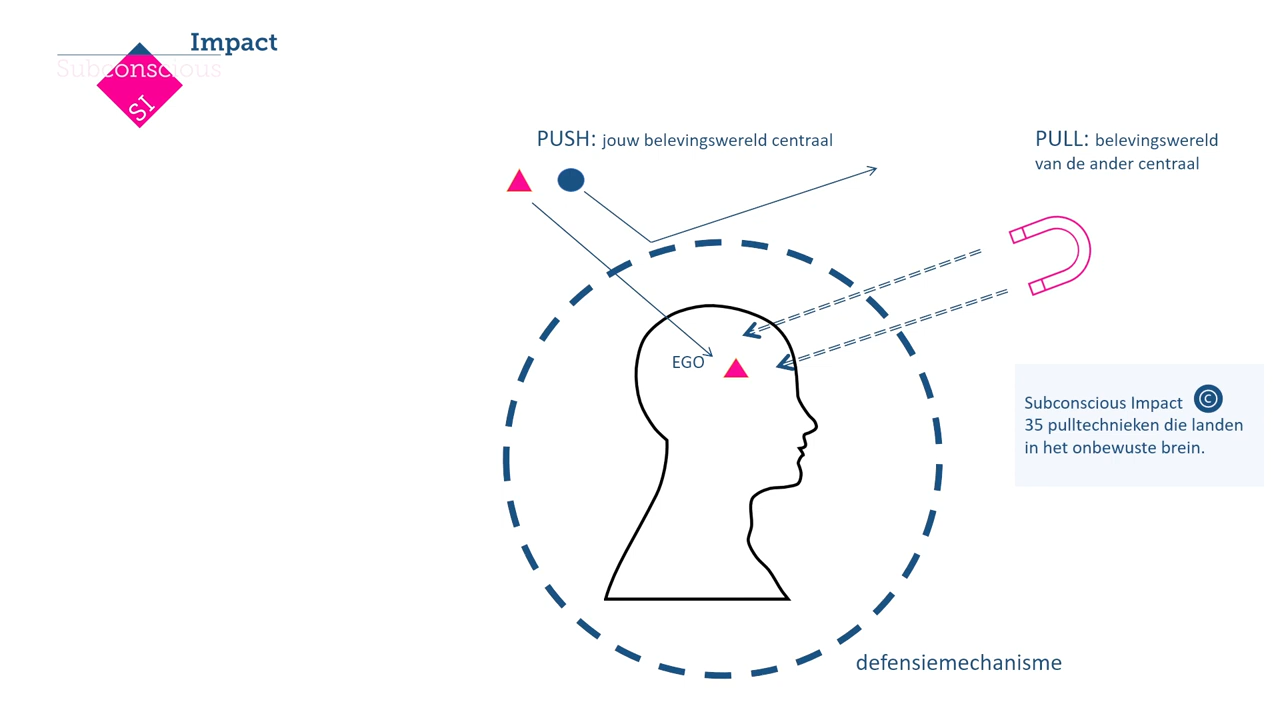 Impact
Subconscious
SI
PUSH: jouw belevingswereld centraal
PULL: belevingswereld
van de ander centraal
EGO
Subconscious Impact ©
35 pulltechnieken die landen
in het onbewuste brein.
defensiemechanisme